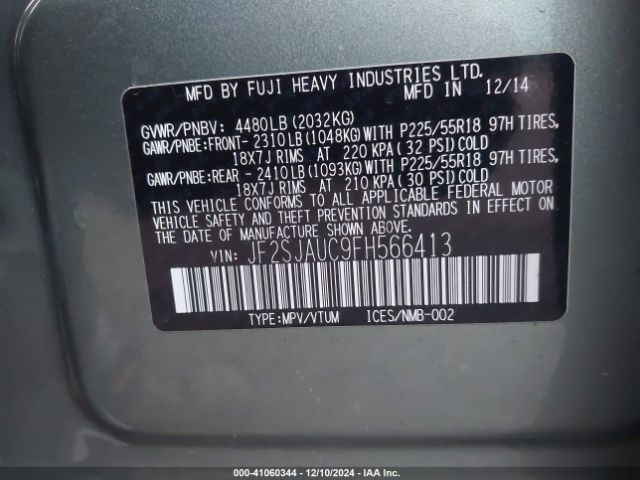 MFD BY FUJI HEAVY INDUSTRIES LTD.
MFD IN 12/14
GVWR/PNBV: 4480LB (2032KG)
GAWR/PNBE:FRONT- 2310LB (1048KG)WITH P225/55R18 97H TIRES,
18X7J RIMS AT 220 KPA ( 32 PSI)COLD
GAWR/PNBE:REAR - 2410LB (1093KG)WITH P225/55R18 97H TIRES,
18X7J RIMS AT 210 KPA ( 30 PSI)COLD
THIS VEHICLE CONFORMS TO ALL APPLICABLE FEDERAL MOTOR
VEHICLE SAFETY AND THEFT PREVENTION STANDARDS IN EFFECT ON
THE DATE OF MANUFACTURE SHOWN ABOVE.
VIN: JF2SJAUC9FH566413
TYPE:MPV/VTUM ICES/NMB-002
000-41060344 - 12/10/2024 - IAA, Inc.